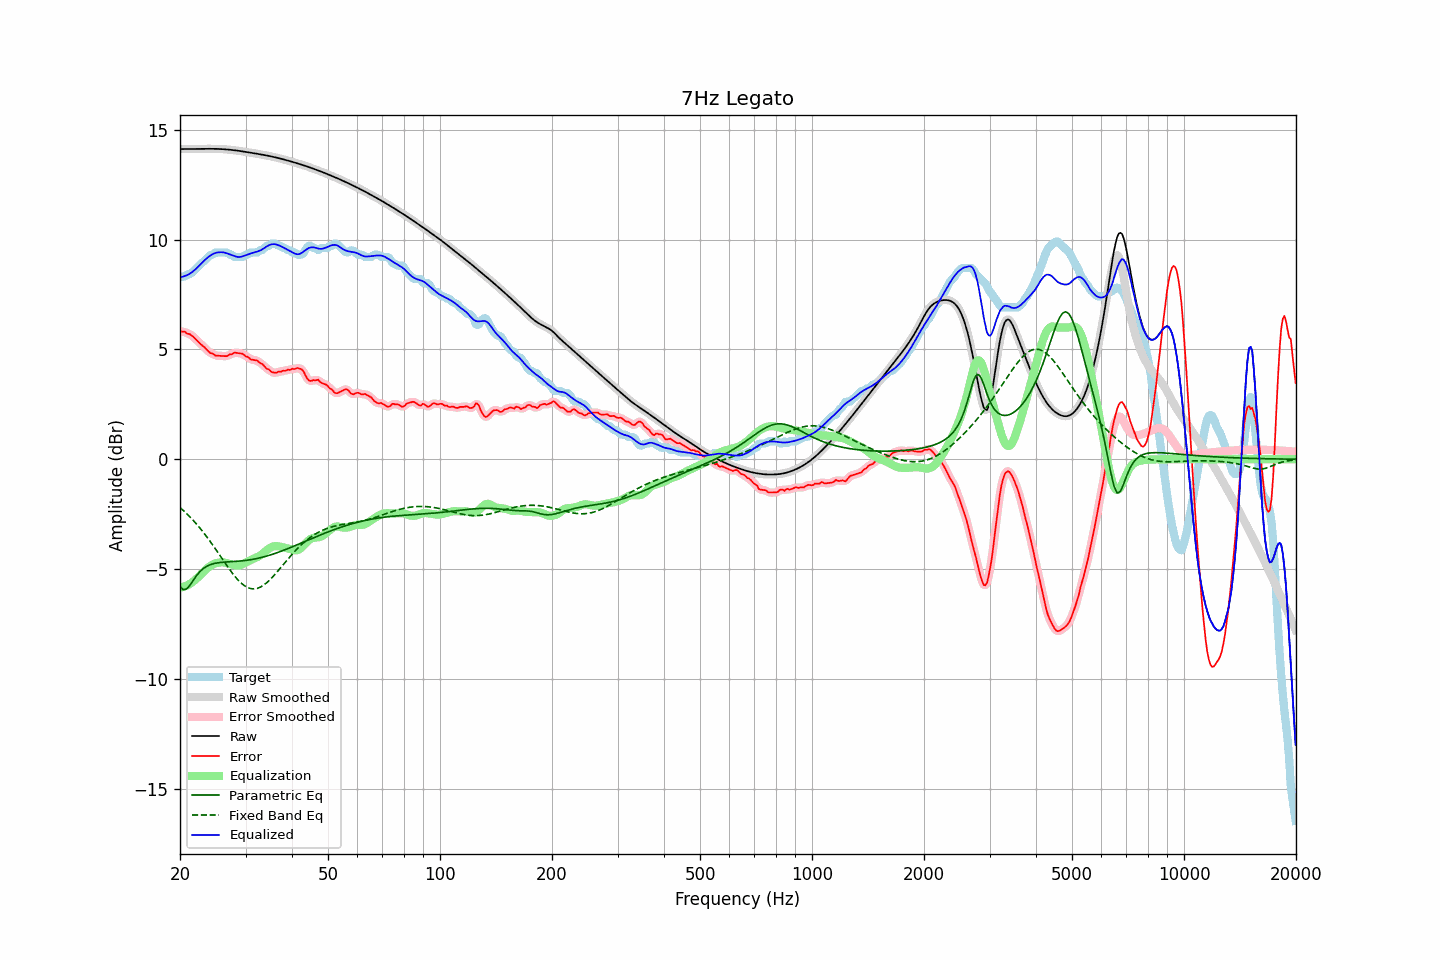 7Hz Legato
15
10
5
0
−5
−10
−15
Amplitude (dBr)
Target
Raw Smoothed
Error Smoothed
Raw
Error
Equalization
Parametric Eq
Fixed Band Eq
Equalized
20 50 100 200 500 1000 2000 5000 10000 20000
Frequency (Hz)